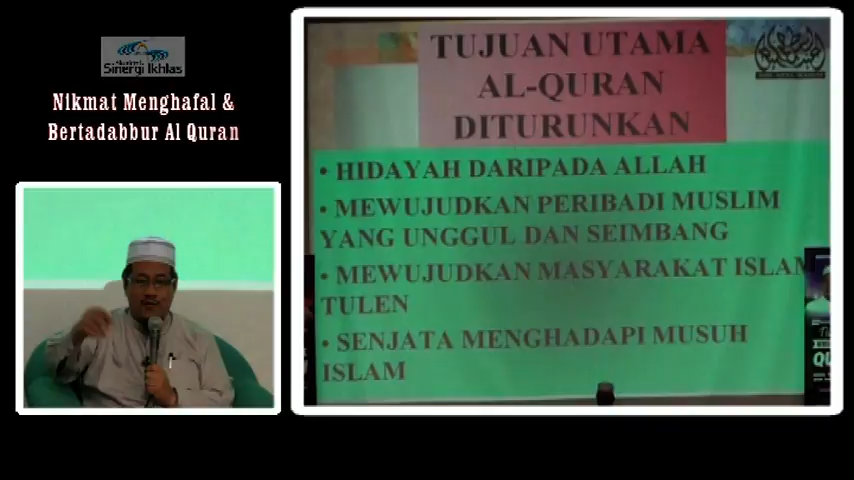 Sinergi Ikhlas
Nikmat Menghafal &
Bertadabbur Al Quran
TUJUAN UTAMA
AL-QURAN
DITURUNKAN
• HIDAYAH DARIPADA ALLAH
• MEWUJUDKAN PERIBADI MUSLIM
YANG UNGGUL DAN SEIMBANG
• MEWUJUDKAN MASYARAKAT ISLAM
TULEN
• SENJATA MENGHADAPI MUSUH
ISLAM
QU